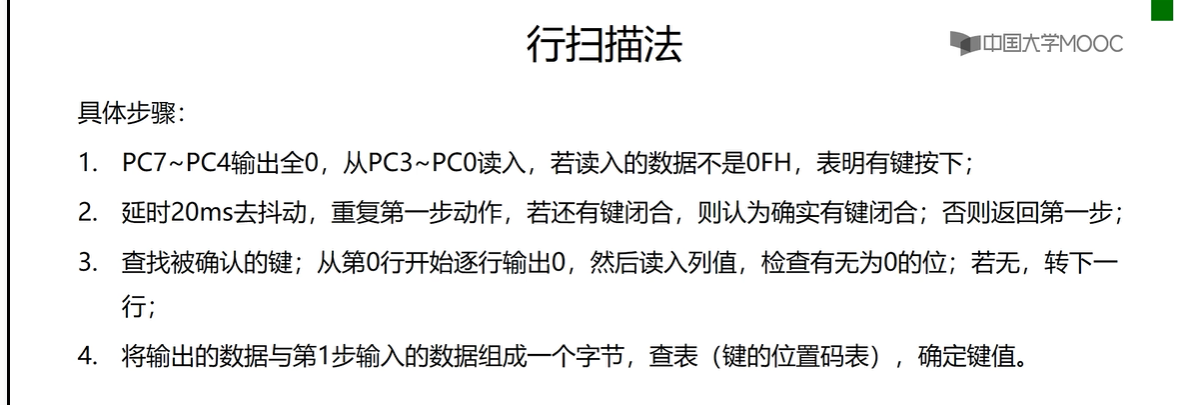 行扫描法
中国大学MOOC
具体步骤：
1. PC7~PC4输出全0，从PC3~PC0读入，若读入的数据不是0FH，表明有键按下；
2. 延时20ms去抖动，重复第一步动作，若还有键闭合，则认为确实有键闭合；否则返回第一步；
3. 查找被确认的键；从第0行开始逐行输出0，然后读入列值，检查有无为0的位；若无，转下一
行；
4. 将输出的数据与第1步输入的数据组成一个字节，查表（键的位置码表），确定键值。